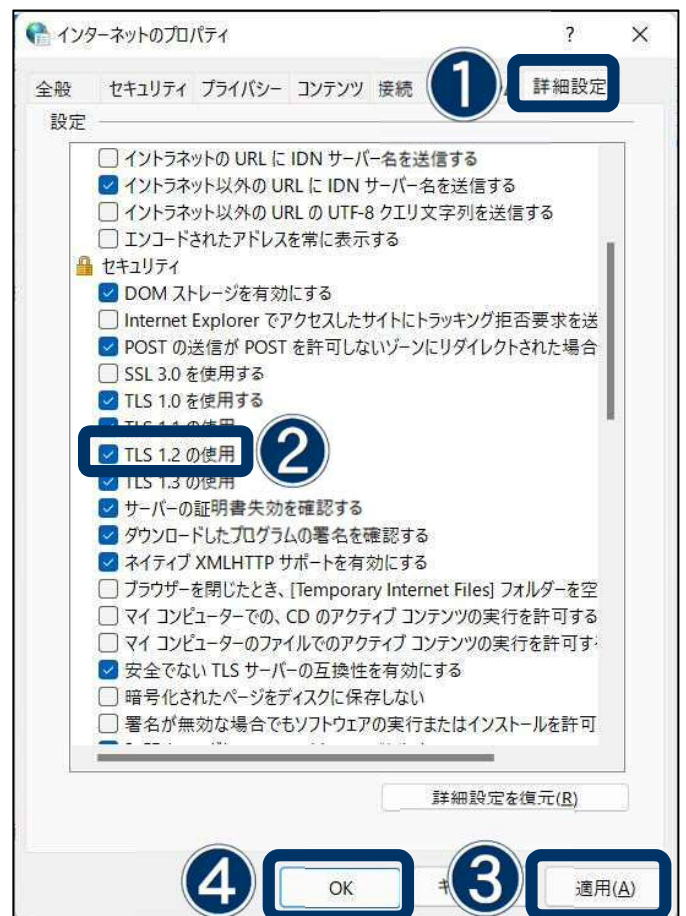 インターネットのプロパティ ? ×
全般 セキュリティ プライバシー コンテンツ 接続 1 詳細設定
設定
イントラネットの URL に IDN サーバー名を送信する
イントラネット以外の URL に IDN サーバー名を送信する
イントラネット以外の URL の UTF-8 クエリ文字列を送信する
エンコードされたアドレスを常に表示する
セキュリティ
DOM ストレージを有効にする
Internet Explorer でアクセスしたサイトにトラッキング拒否要求を送
POST の送信が POST を許可しないゾーンにリダイレクトされた場合
SSL 3.0 を使用する
TLS 1.0 を使用する
TLS 1.1 の使用
TLS 1.2 の使用 2
TLS 1.3 の使用
サーバーの証明書失効を確認する
ダウンロードしたプログラムの署名を確認する
ネイティブ XMLHTTP サポートを有効にする
ブラウザーを閉じたとき、[Temporary Internet Files] フォルダーを空
マイ コンピューターでの、CD のアクティブ コンテンツの実行を許可する
マイ コンピューターのファイルでのアクティブ コンテンツの実行を許可す
安全でない TLS サーバーの互換性を有効にする
暗号化されたページをディスクに保存しない
署名が無効な場合でもソフトウェアの実行またはインストールを許可
詳細設定を復元(R)
4 OK キ 3 適用(A)